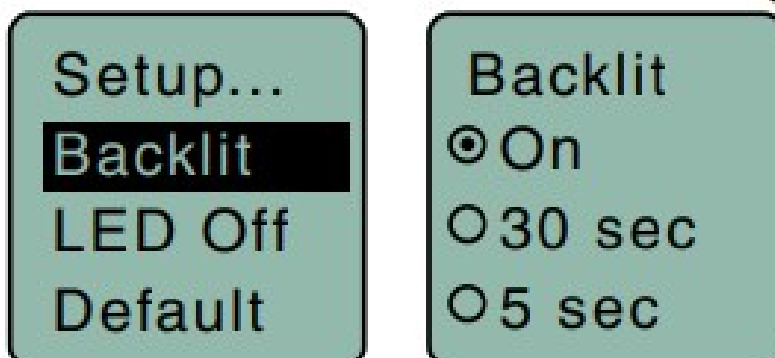 Setup...
Backlit
LED Off
Default
Backlit
On
30 sec
5 sec